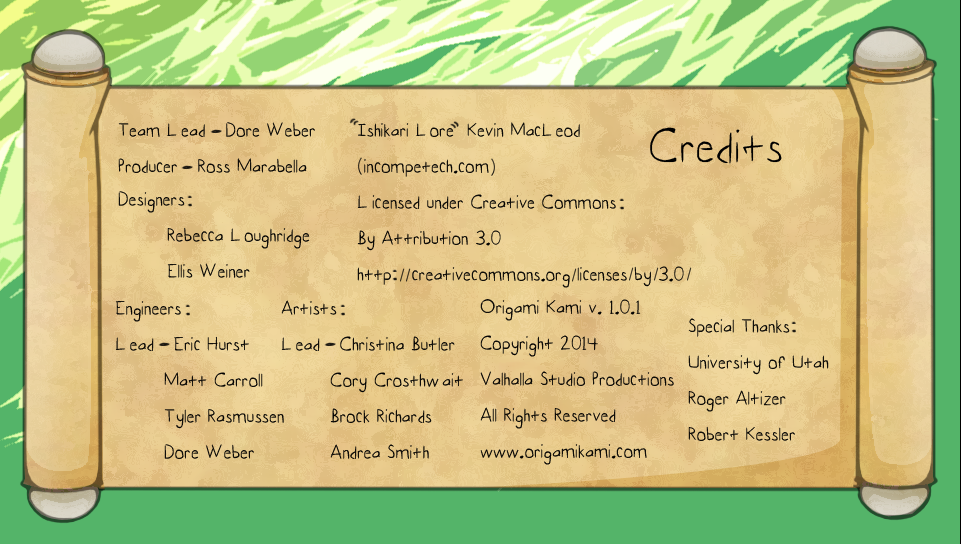 Credits
Team Lead - Dore Weber
Producer - Ross Marabella
Designers:
Rebecca Loughridge
Ellis Weiner
"Ishikari Lore" Kevin MacLeod
(incompetech.com)
Licensed under Creative Commons:
By Attribution 3.0
http://creativecommons.org/licenses/by/3.0/
Engineers:
Lead - Eric Hurst
Matt Carroll
Tyler Rasmussen
Dore Weber
Artists:
Lead - Christina Butler
Cory Crosthwait
Brock Richards
Andrea Smith
Origami Kami v. 1.0.1
Copyright 2014
Valhalla Studio Productions
All Rights Reserved
www.origamikami.com
Special Thanks:
University of Utah
Roger Altizer
Robert Kessler